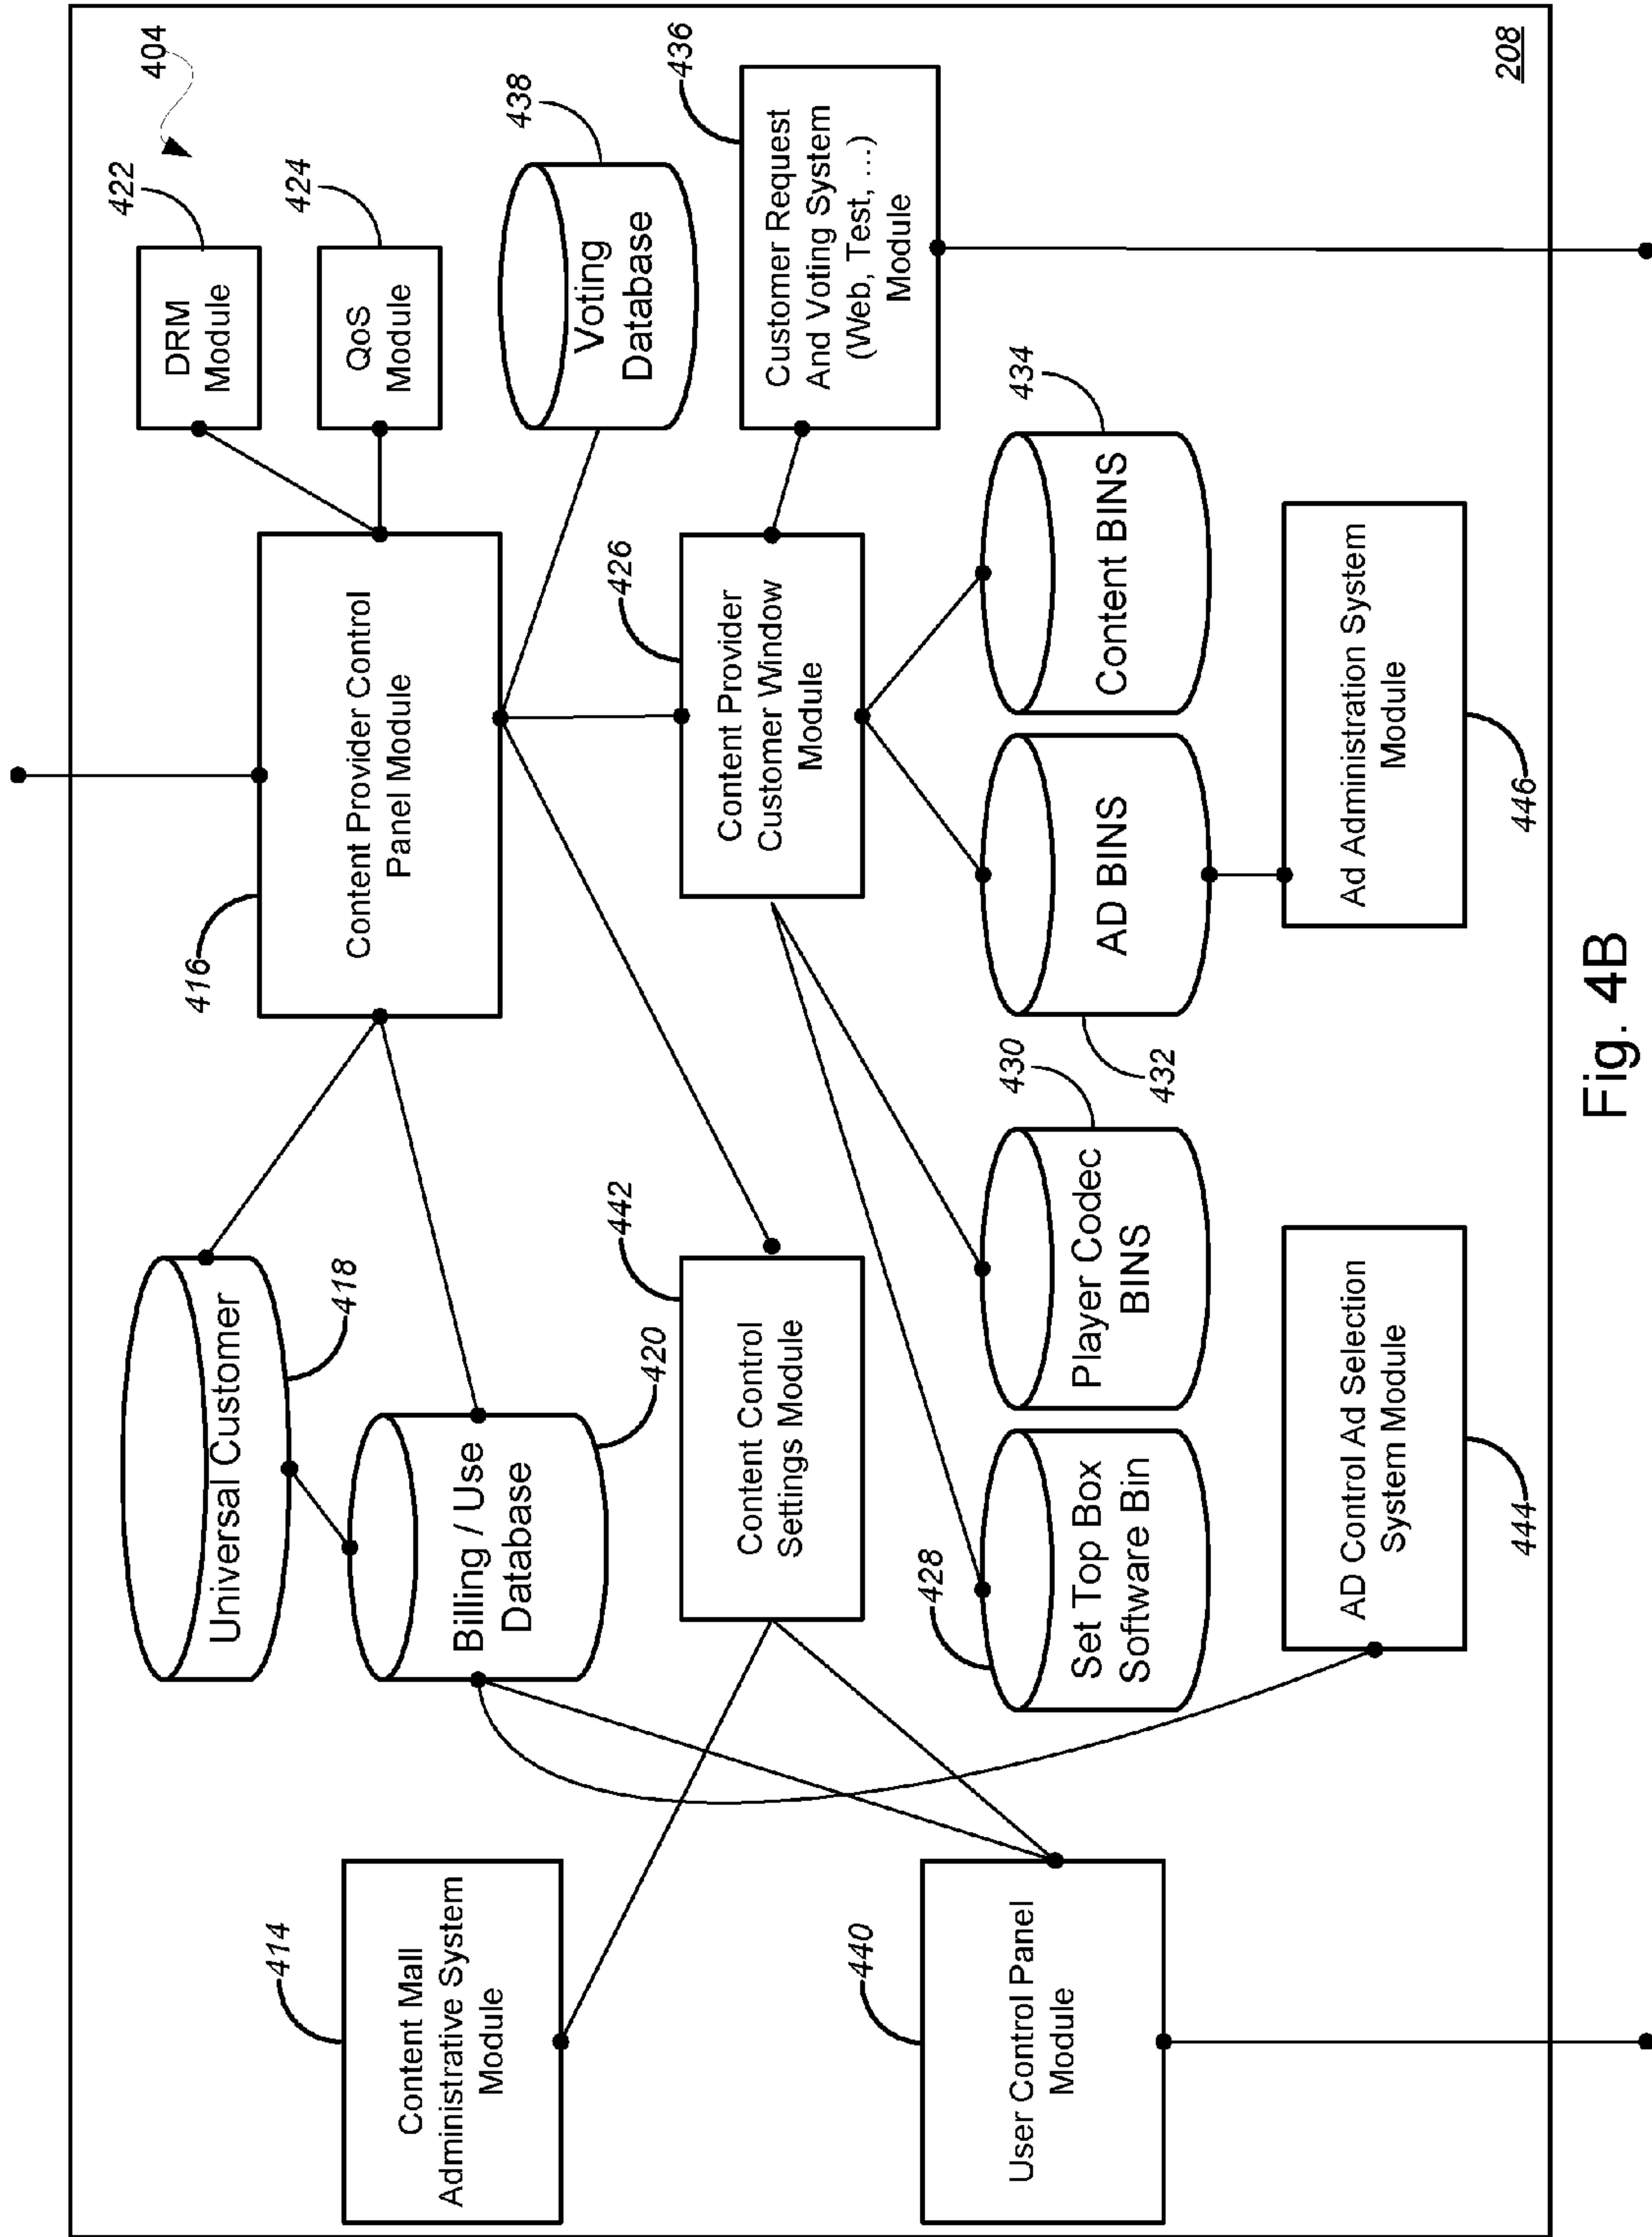 404
422
DRM
Module
424
QoS
Module
416
Content Provider Control
Panel Module
Universal Customer
418
438
Voting
Database
Billing / Use
Database
420
414
Content Mall
Administrative System
Module
442
Content Control
Settings Module
426
Content Provider
Customer Window
Module
436
Customer Request
And Voting System
(Web, Test, ...)
Module
440
User Control Panel
Module
428
Set Top Box
Software Bin
430
Player Codec
BINS
432
AD BINS
434
Content BINS
444
AD Control Ad Selection
System Module
446
Ad Administration System
Module
208
Fig. 4B